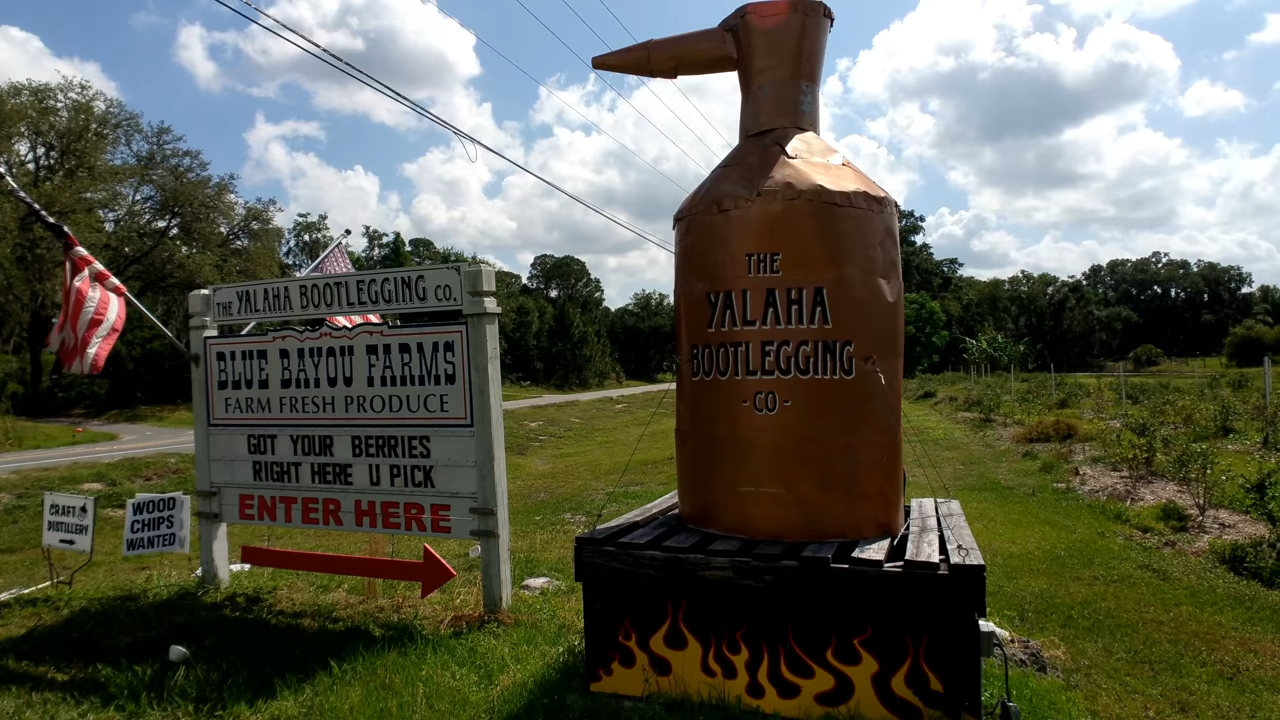 THE YALAHA BOOTLEGGING CO.
BLUE BAYOU FARMS
FARM FRESH PRODUCE
GOT YOUR BERRIES
RIGHT HERE U PICK
ENTER HERE
CRAFT
DISTILLERY
WOOD
CHIPS
WANTED
THE
YALAHA
BOOTLEGGING
-CO-